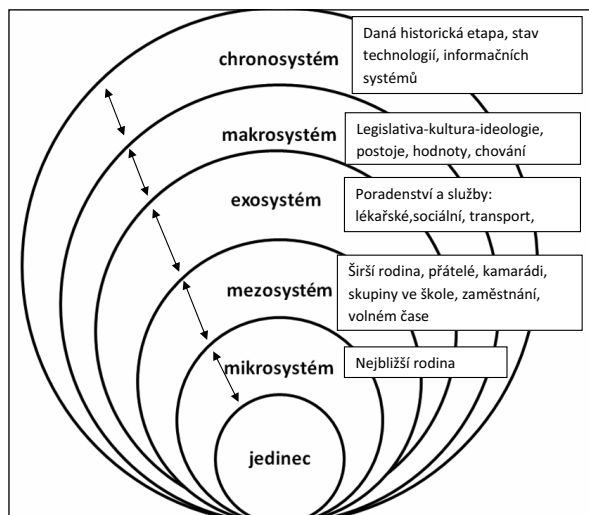 chronosystém
Daná historická etapa, stav
technologií, informačních
systémů
makrosystém
Legislativa-kultura-ideologie,
postoje, hodnoty, chování
exosystém
Poradenství a služby:
lékařské,sociální, transport,
mezosystém
Širší rodina, přátelé, kamarádi,
skupiny ve škole, zaměstnání,
volném čase
mikrosystém
Nejbližší rodina
jedinec